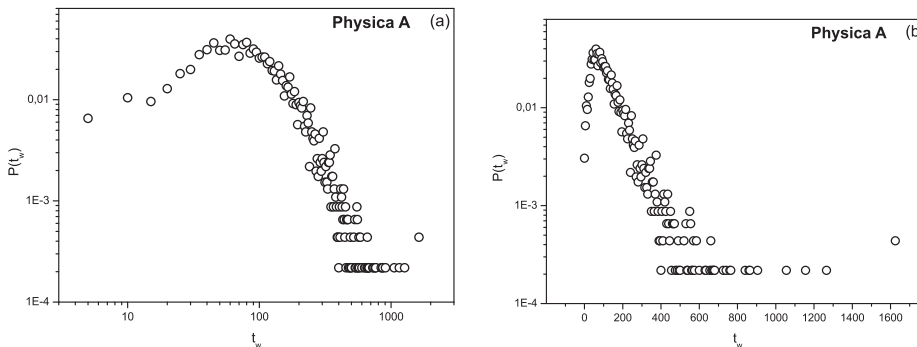 Physica A (a)
0,01
1E-3
1E-4
P(t_w)
10 100 1000
t_w
Physica A (b
0,01
1E-3
1E-4
P(t_w)
0 200 400 600 800 1000 1200 1400 1600
t_w